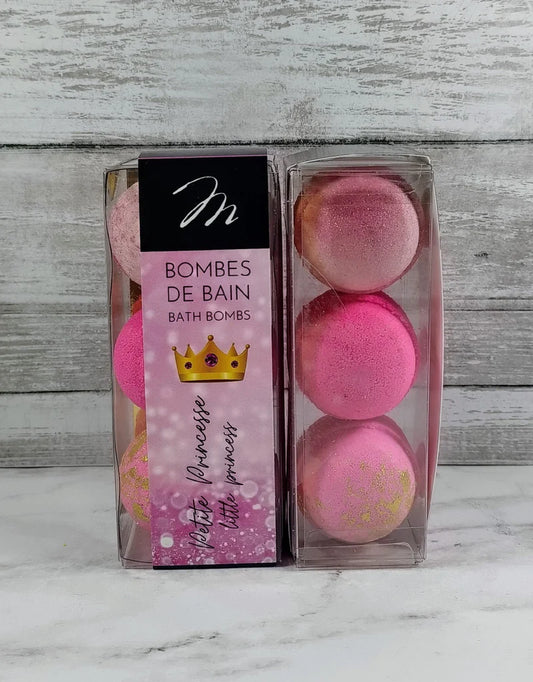 M
BOMBES
DE BAIN
BATH BOMBS
Petite Princesse
little princess